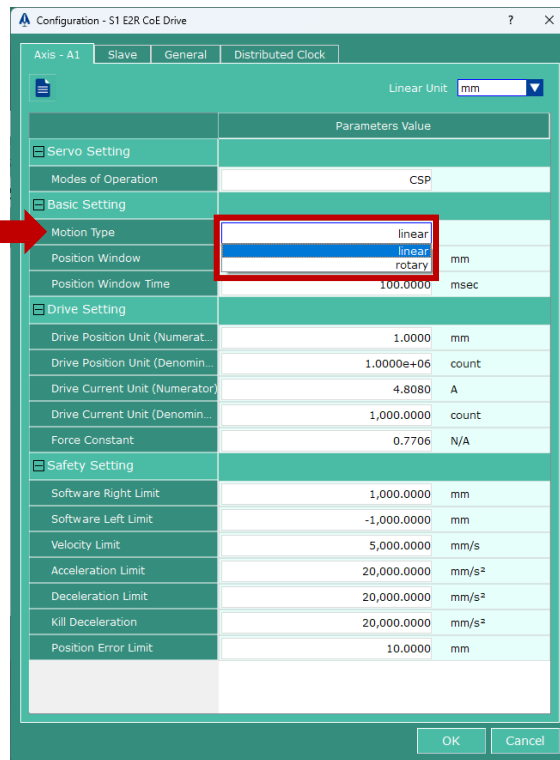 Configuration - S1 E2R CoE Drive ? ×
Axis - A1 Slave General Distributed Clock
Linear Unit mm
Parameters Value
Servo Setting
Modes of Operation CSP
Basic Setting
Motion Type linear
linear
Position Window mm
rotary
Position Window Time 100.0000 msec
Drive Setting
Drive Position Unit (Numerat... 1.0000 mm
Drive Position Unit (Denomin... 1.0000e+06 count
Drive Current Unit (Numerator) 4.8080 A
Drive Current Unit (Denomin... 1,000.0000 count
Force Constant 0.7706 N/A
Safety Setting
Software Right Limit 1,000.0000 mm
Software Left Limit -1,000.0000 mm
Velocity Limit 5,000.0000 mm/s
Acceleration Limit 20,000.0000 mm/s²
Deceleration Limit 20,000.0000 mm/s²
Kill Deceleration 20,000.0000 mm/s²
Position Error Limit 10.0000 mm
OK Cancel